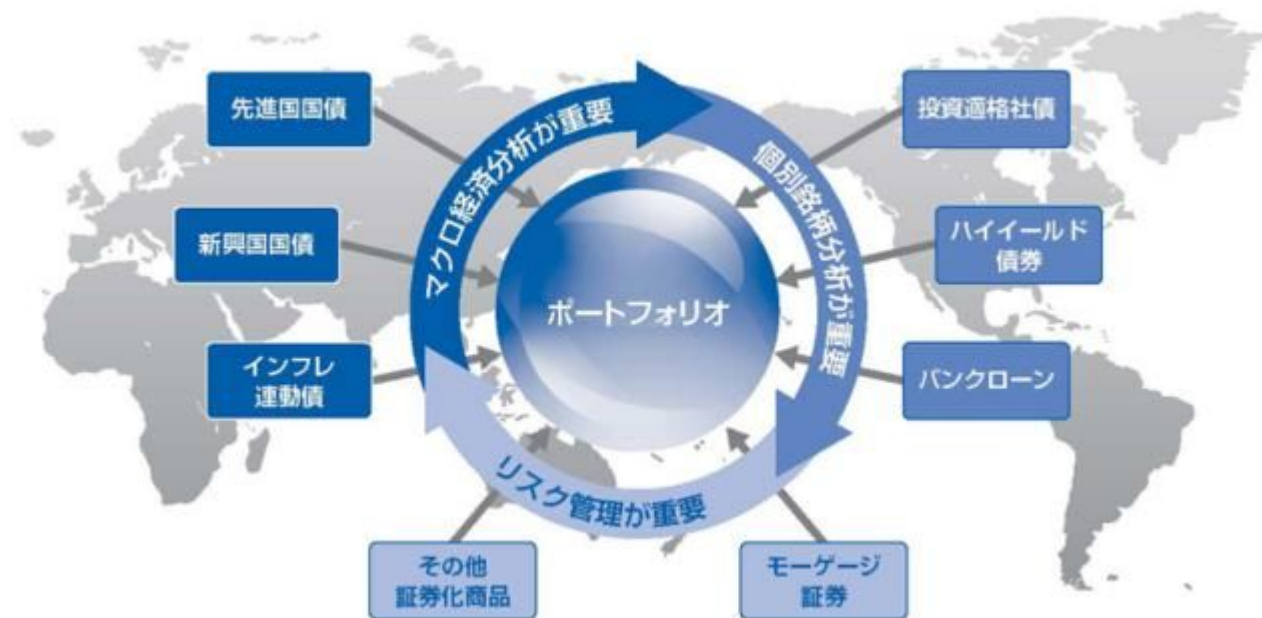 先進国国債
新興国国債
インフレ
連動債
マクロ経済分析が重要
ポートフォリオ
個別銘柄分析が重要
投資適格社債
ハイイールド
債券
バンクローン
リスク管理が重要
その他
証券化商品
モーゲージ
証券